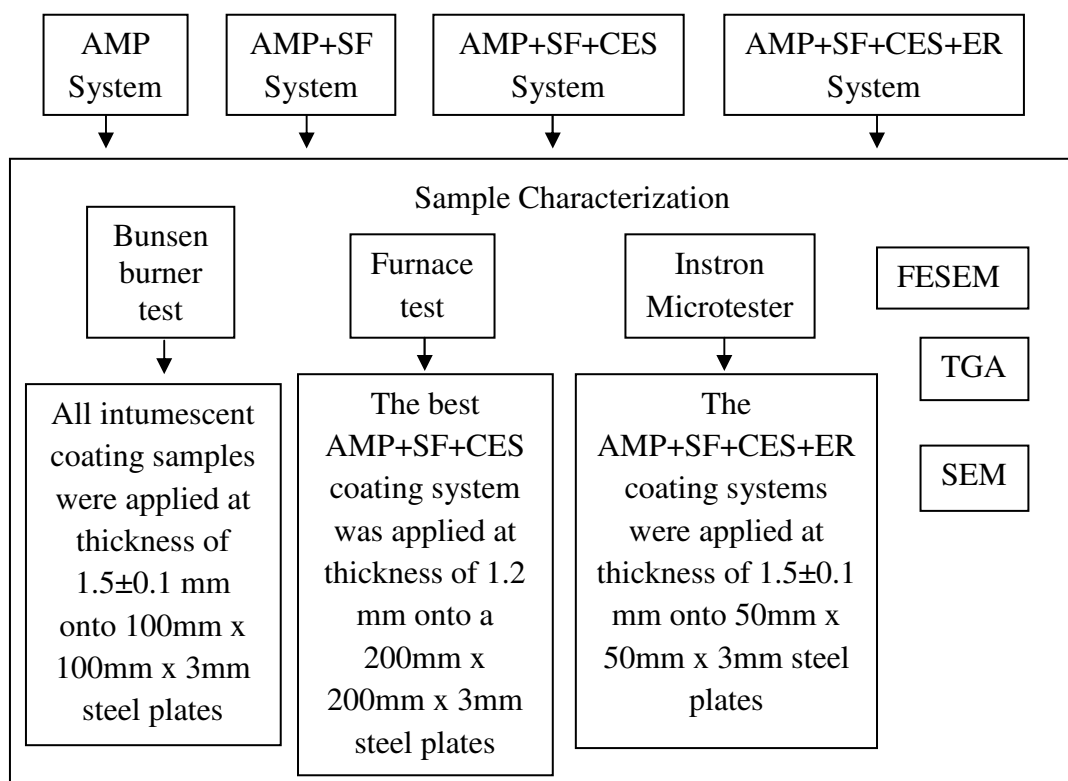 AMP
System
AMP+SF
System
AMP+SF+CES
System
AMP+SF+CES+ER
System
Sample Characterization
Bunsen
burner
test
Furnace
test
Instron
Microtester
FESEM
TGA
SEM
All intumescent
coating samples
were applied at
thickness of
1.5±0.1 mm
onto 100mm x
100mm x 3mm
steel plates
The best
AMP+SF+CES
coating system
was applied at
thickness of 1.2
mm onto a
200mm x
200mm x 3mm
steel plates
The
AMP+SF+CES+ER
coating systems
were applied at
thickness of 1.5±0.1
mm onto 50mm x
50mm x 3mm steel
plates